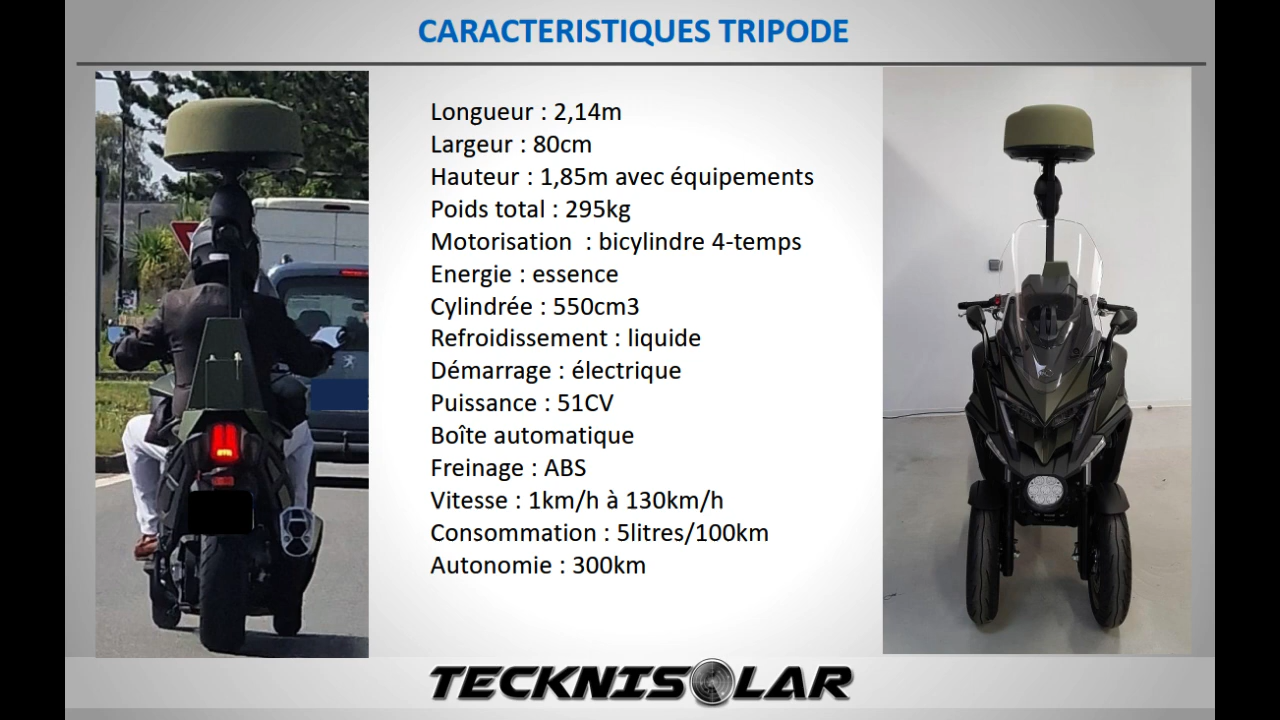 CARACTERISTIQUES TRIPODE
Longueur : 2,14m
Largeur : 80cm
Hauteur : 1,85m avec équipements
Poids total : 295kg
Motorisation  : bicylindre 4-temps
Energie : essence
Cylindrée : 550cm3
Refroidissement : liquide
Démarrage : électrique
Puissance : 51CV
Boîte automatique
Freinage : ABS
Vitesse : 1km/h à 130km/h
Consommation : 5litres/100km
Autonomie : 300km
TECKNISOLAR